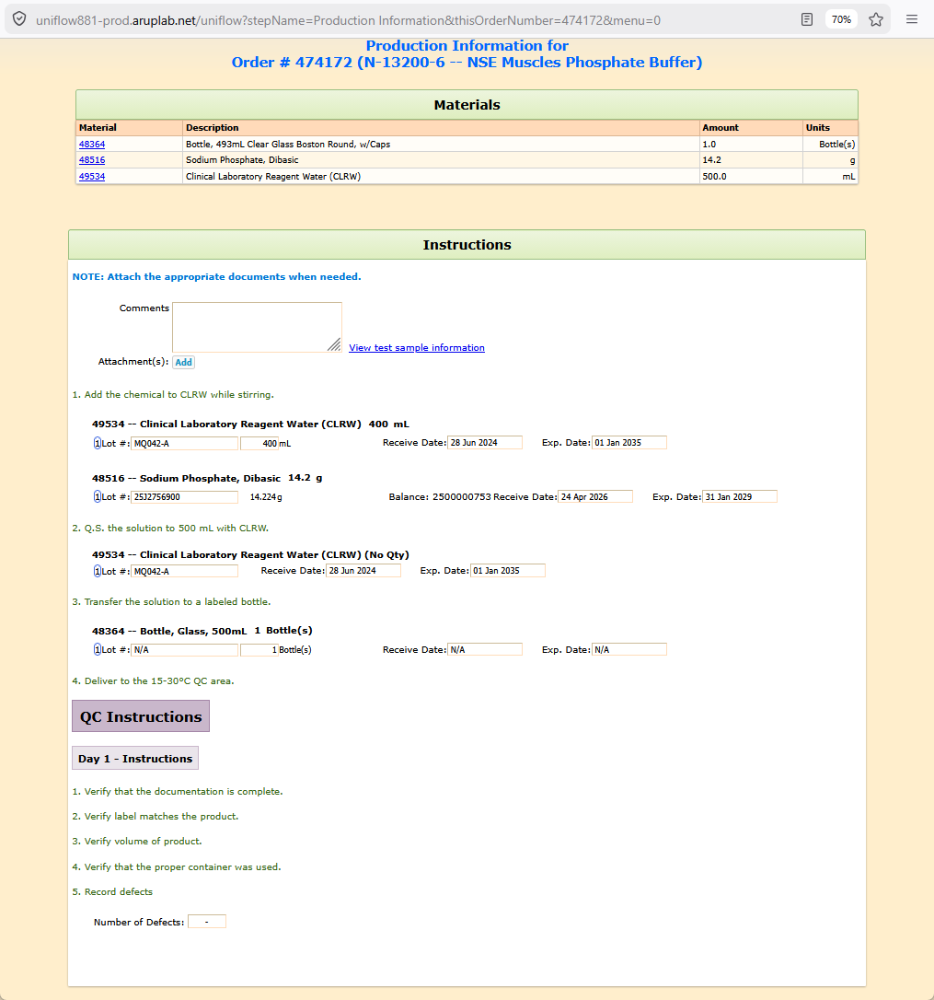 uniflow881-prod.aruplab.net/uniflow?stepName=Production Information&thisOrderNumber=474172&menu=0 70%
Production Information for
Order # 474172 (N-13200-6 -- NSE Muscles Phosphate Buffer)
Materials
Material Description Amount Units
48364 Bottle, 493mL Clear Glass Boston Round, w/Caps 1.0 Bottle(s)
48516 Sodium Phosphate, Dibasic 14.2 g
49534 Clinical Laboratory Reagent Water (CLRW) 500.0 mL
Instructions
NOTE: Attach the appropriate documents when needed.
Comments
View test sample information
Attachment(s): Add
1. Add the chemical to CLRW while stirring.
49534 -- Clinical Laboratory Reagent Water (CLRW) 400 mL
1 Lot #: MQ042-A 400 mL Receive Date: 28 Jun 2024 Exp. Date: 01 Jan 2035
48516 -- Sodium Phosphate, Dibasic 14.2 g
1 Lot #: 25J2756900 14.224 g Balance: 2500000753 Receive Date: 24 Apr 2026 Exp. Date: 31 Jan 2029
2. Q.S. the solution to 500 mL with CLRW.
49534 -- Clinical Laboratory Reagent Water (CLRW) (No Qty)
1 Lot #: MQ042-A Receive Date: 28 Jun 2024 Exp. Date: 01 Jan 2035
3. Transfer the solution to a labeled bottle.
48364 -- Bottle, Glass, 500mL 1 Bottle(s)
1 Lot #: N/A 1 Bottle(s) Receive Date: N/A Exp. Date: N/A
4. Deliver to the 15-30°C QC area.
QC Instructions
Day 1 - Instructions
1. Verify that the documentation is complete.
2. Verify label matches the product.
3. Verify volume of product.
4. Verify that the proper container was used.
5. Record defects
Number of Defects: -